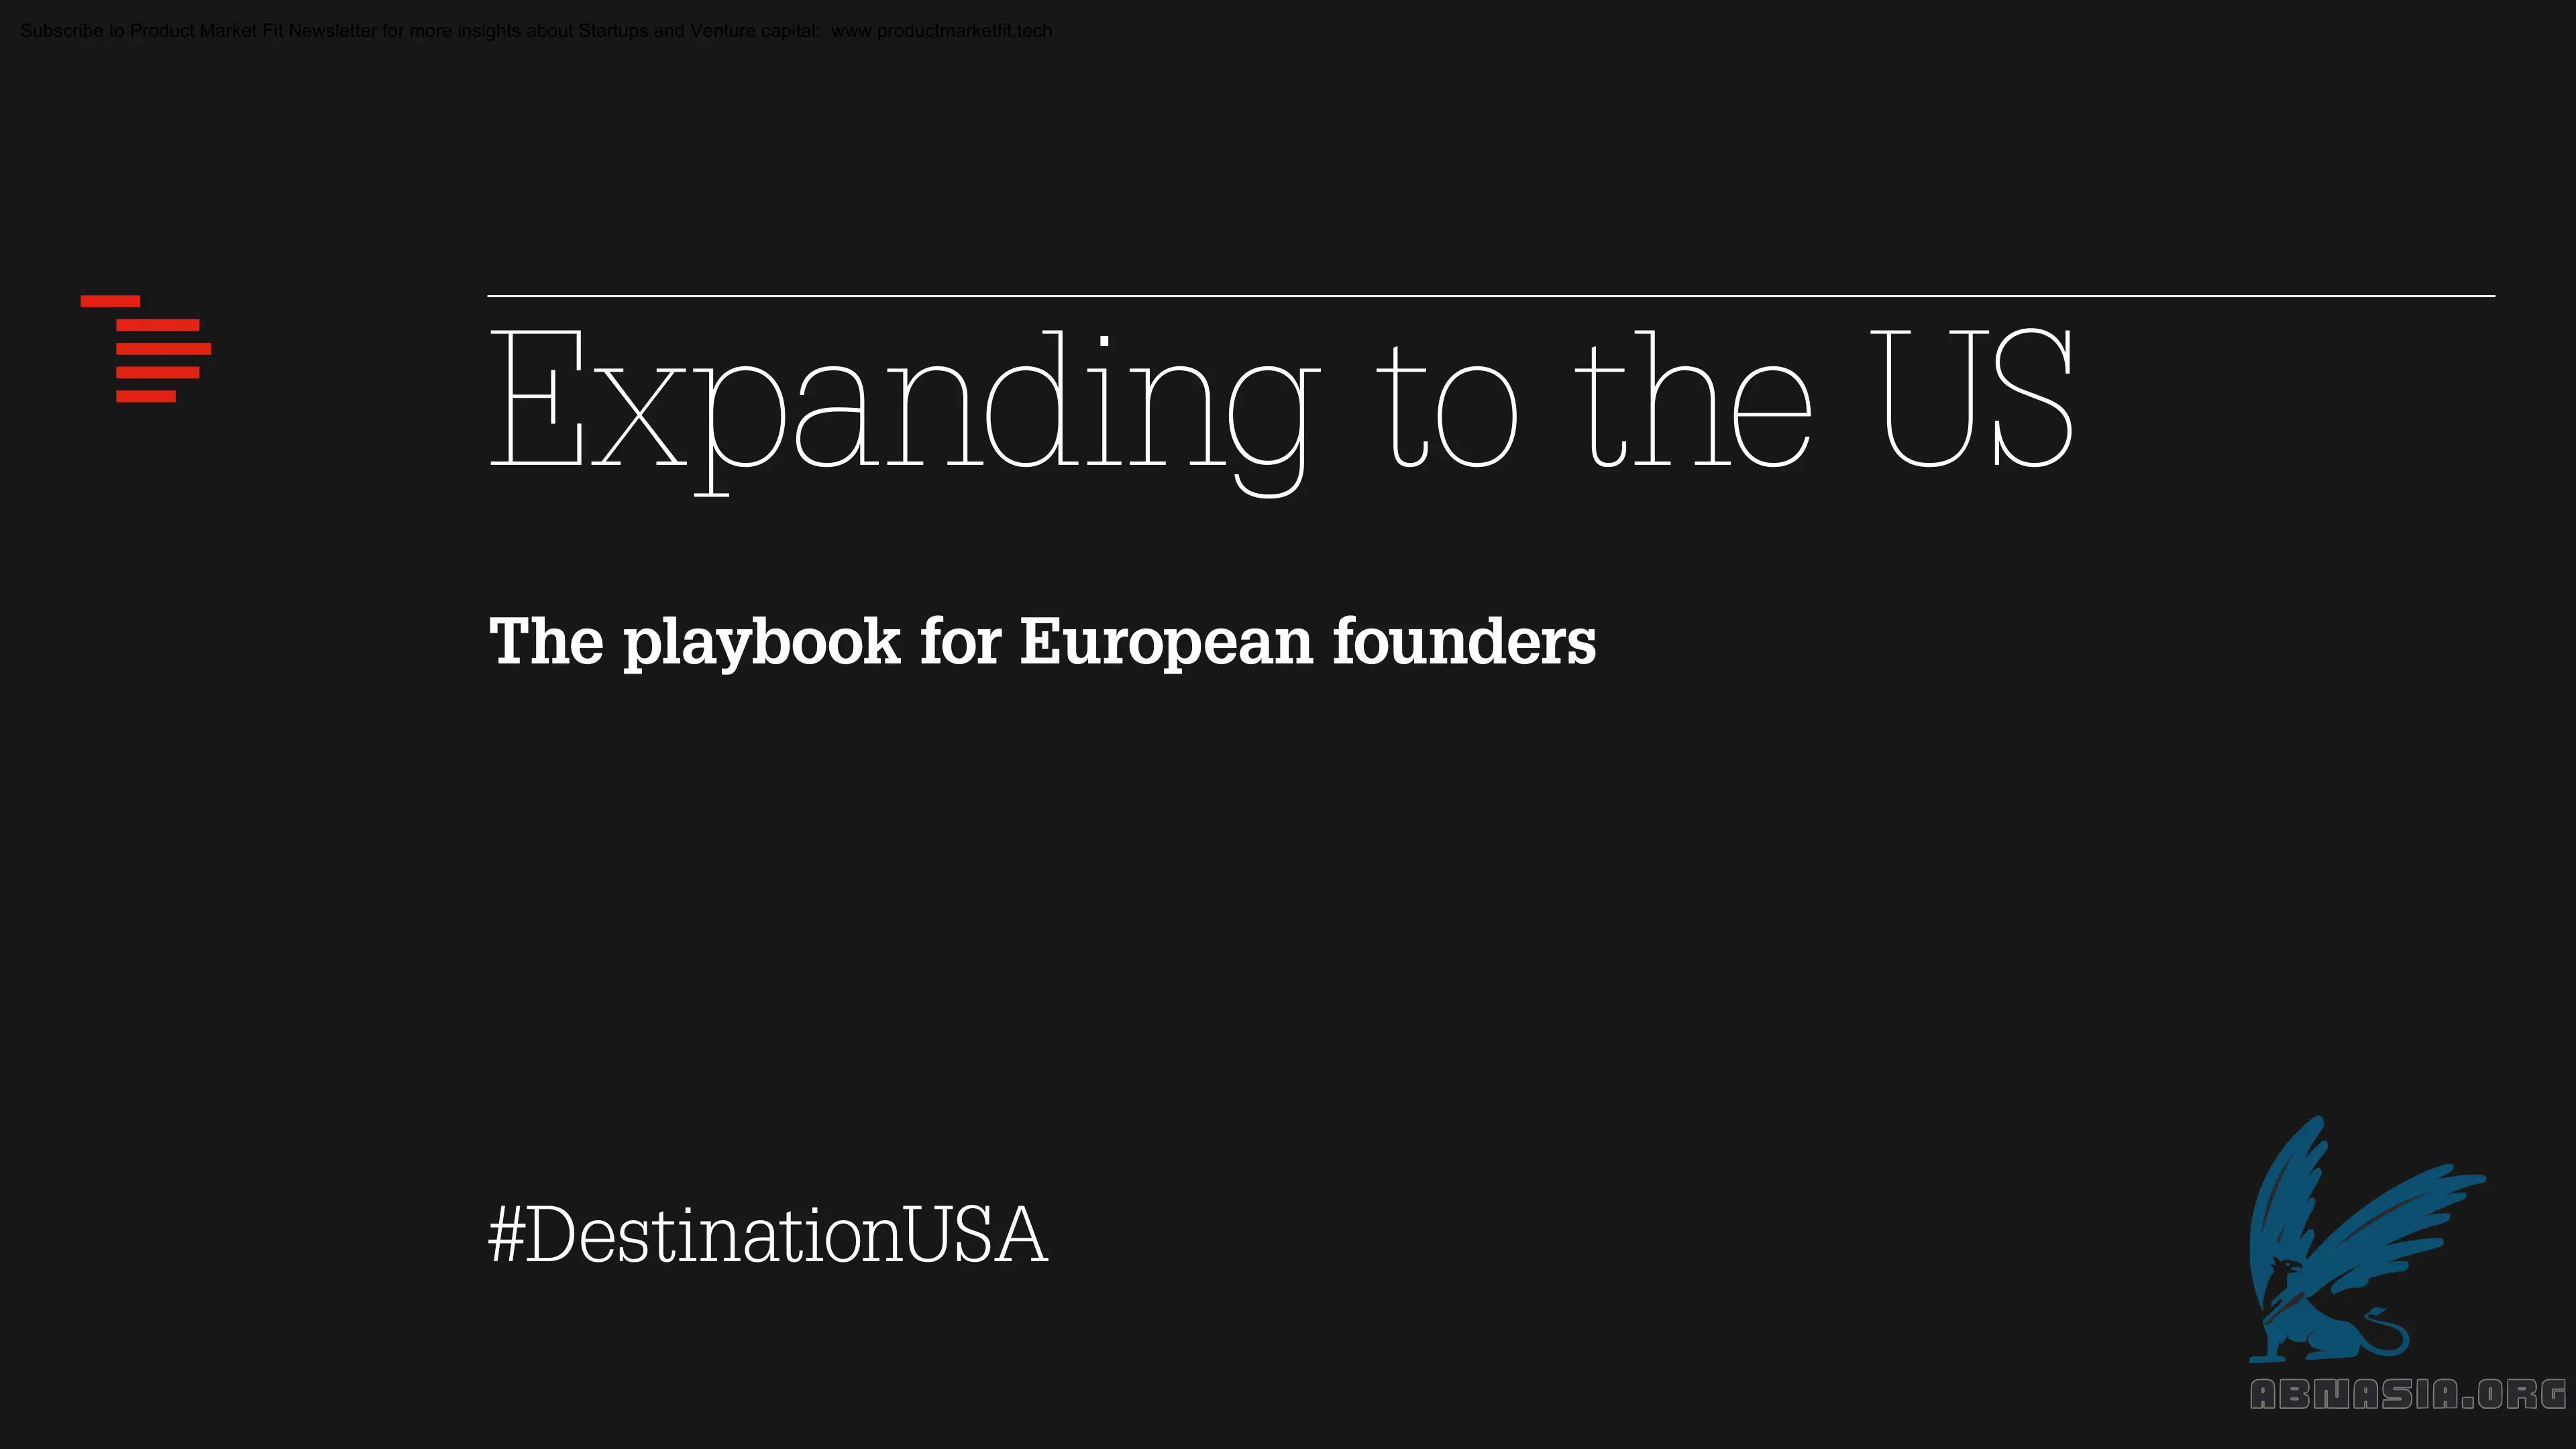 Subscribe to Product Market Fit Newsletter for more insights about Startups and Venture capital: www.productmarketfit.tech
Expanding to the US
The playbook for European founders
#DestinationUSA
ABNASIA.ORG